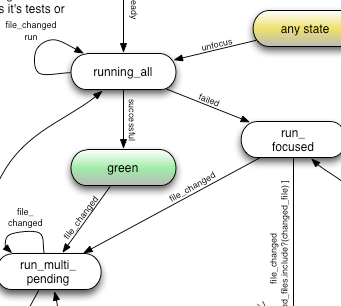 s it's tests or
eady
file_changed
run
any state
unfocus
running_all
failed
successful
run_
focused
green
file_changed
file_changed
file_
changed
file_changed
d_files.include?(changed_file) ]
run_multi_
pending